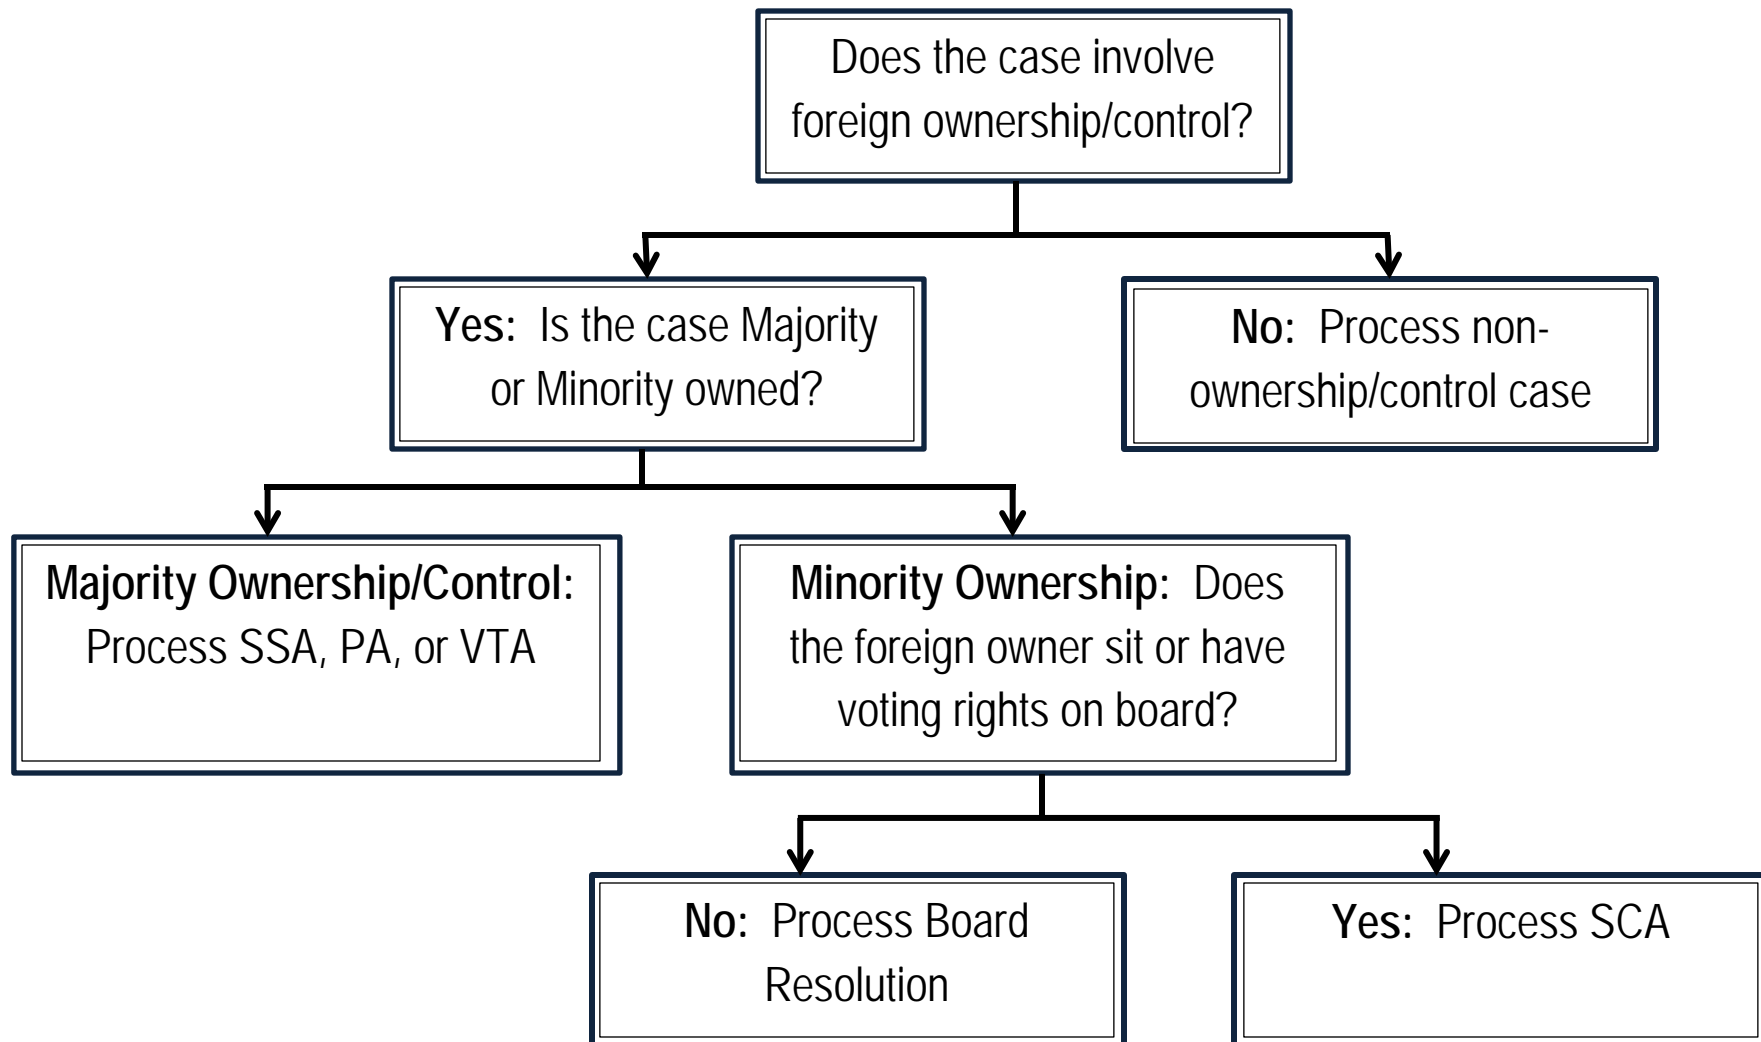 Does the case involve
foreign ownership/control?
Yes: Is the case Majority
or Minority owned?
No: Process non-
ownership/control case
Majority Ownership/Control:
Process SSA, PA, or VTA
Minority Ownership: Does
the foreign owner sit or have
voting rights on board?
No: Process Board
Resolution
Yes: Process SCA